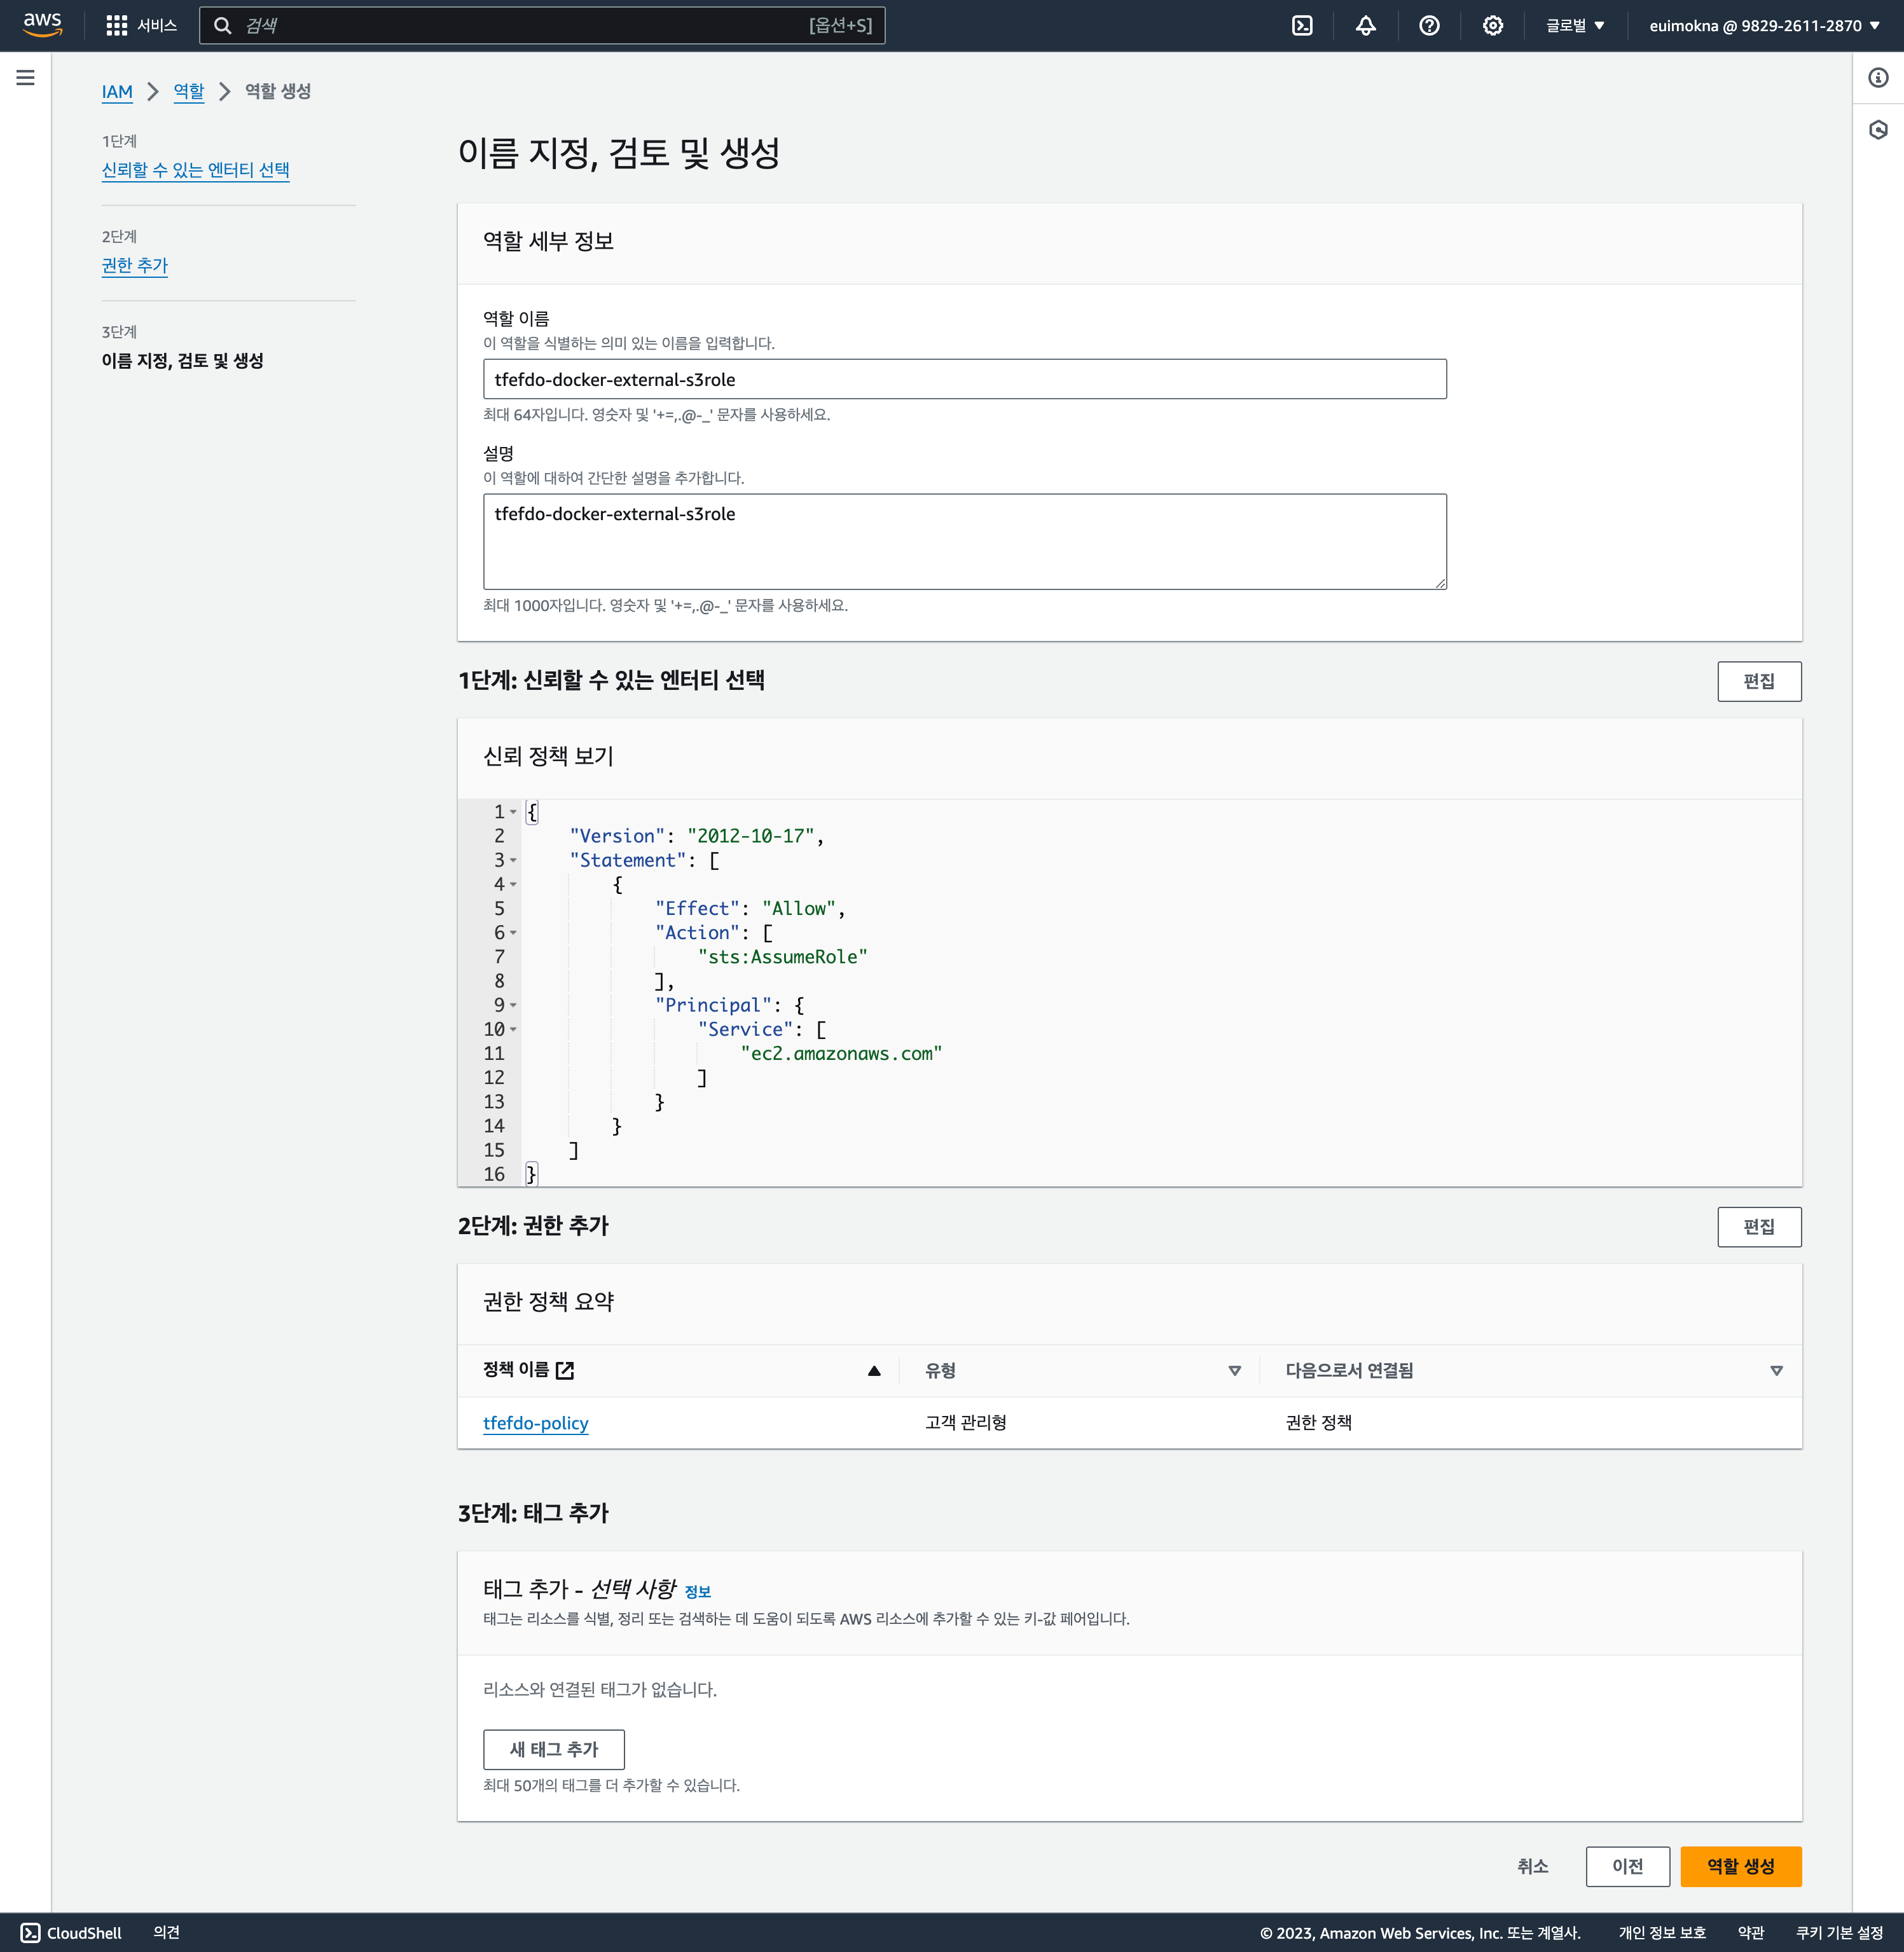 aws
서비스
검색
[옵션+S]
글로벌
euimokna @ 9829-2611-2870
IAM
역할
역할 생성
1단계
신뢰할 수 있는 엔터티 선택
2단계
권한 추가
3단계
이름 지정, 검토 및 생성
이름 지정, 검토 및 생성
역할 세부 정보
역할 이름
이 역할을 식별하는 의미 있는 이름을 입력합니다.
tfefdo-docker-external-s3role
최대 64자입니다. 영숫자 및 '+=,.@-_' 문자를 사용하세요.
설명
이 역할에 대하여 간단한 설명을 추가합니다.
tfefdo-docker-external-s3role
최대 1000자입니다. 영숫자 및 '+=,.@-_' 문자를 사용하세요.
1단계: 신뢰할 수 있는 엔터티 선택
편집
신뢰 정책 보기
1 {
2     "Version": "2012-10-17",
3     "Statement": [
4         {
5             "Effect": "Allow",
6             "Action": [
7                 "sts:AssumeRole"
8             ],
9             "Principal": {
10                 "Service": [
11                     "ec2.amazonaws.com"
12                 ]
13             }
14         }
15     ]
16 }
2단계: 권한 추가
편집
권한 정책 요약
정책 이름
유형
다음으로서 연결됨
tfefdo-policy
고객 관리형
권한 정책
3단계: 태그 추가
태그 추가 - 선택 사항 정보
태그는 리소스를 식별, 정리 또는 검색하는 데 도움이 되도록 AWS 리소스에 추가할 수 있는 키-값 페어입니다.
리소스와 연결된 태그가 없습니다.
새 태그 추가
최대 50개의 태그를 더 추가할 수 있습니다.
취소
이전
역할 생성
CloudShell
의견
© 2023, Amazon Web Services, Inc. 또는 계열사.
개인 정보 보호
약관
쿠키 기본 설정